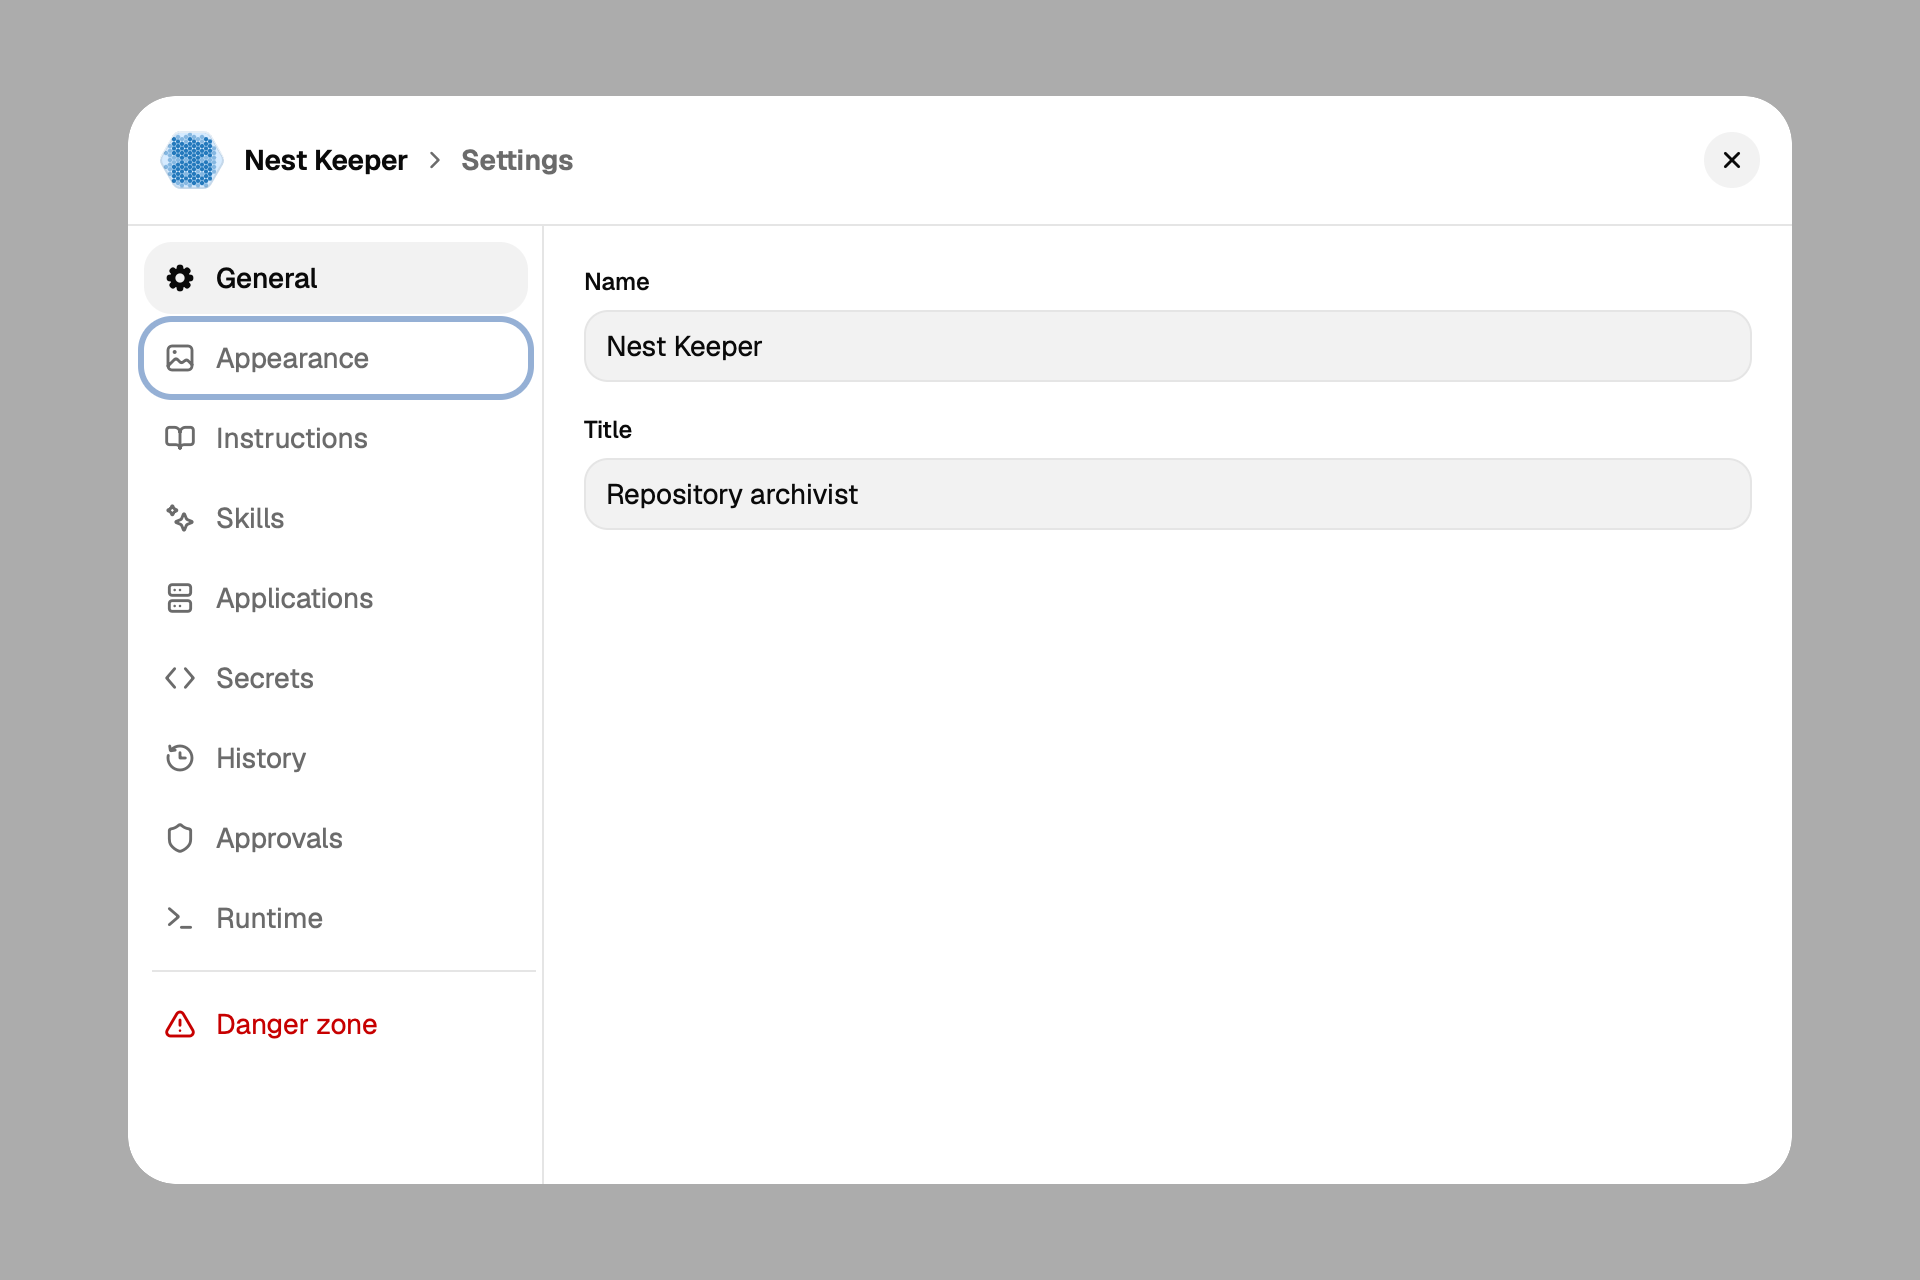 Nest Keeper > Settings
General
Appearance
Instructions
Skills
Applications
Secrets
History
Approvals
Runtime
Danger zone
Name
Nest Keeper
Title
Repository archivist